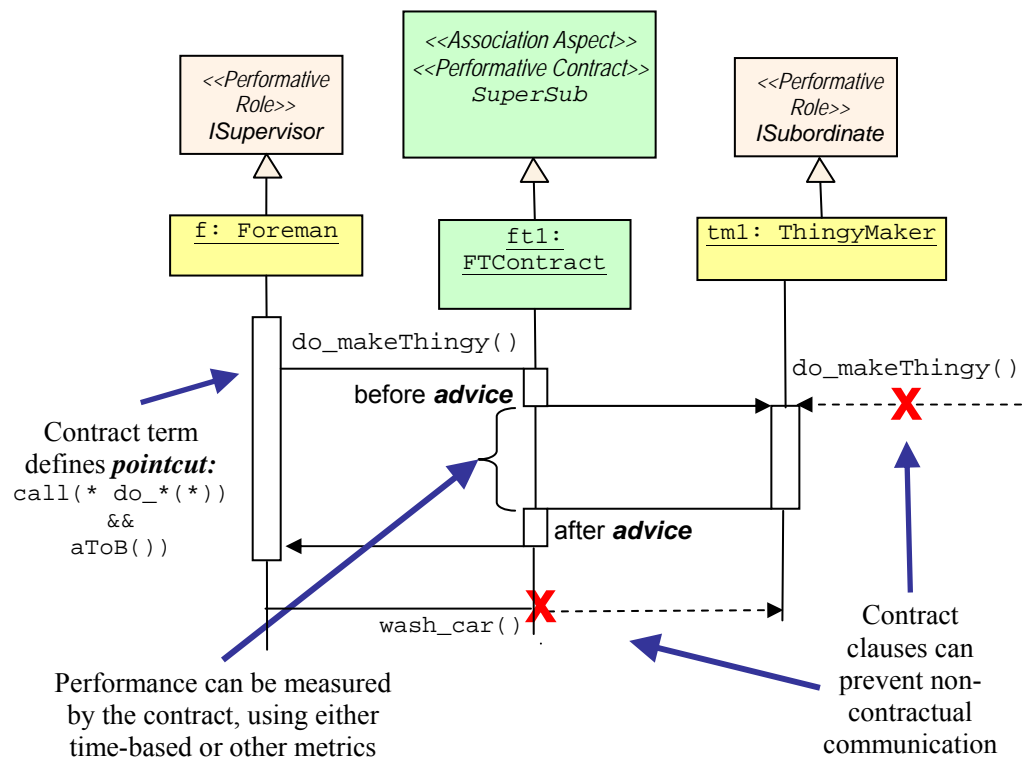 <<Association Aspect>>
<<Performative Contract>>
SuperSub
<<Performative
Role>>
ISupervisor
<<Performative
Role>>
ISubordinate
f: Foreman
ft1:
FTContract
tm1: ThingyMaker
do_makeThingy()
do_makeThingy()
before advice
X
Contract term
defines pointcut:
call(* do_*(*))
&&
aToB())
after advice
X
wash_car()
Performance can be measured
by the contract, using either
time-based or other metrics
Contract
clauses can
prevent non-
contractual
communication